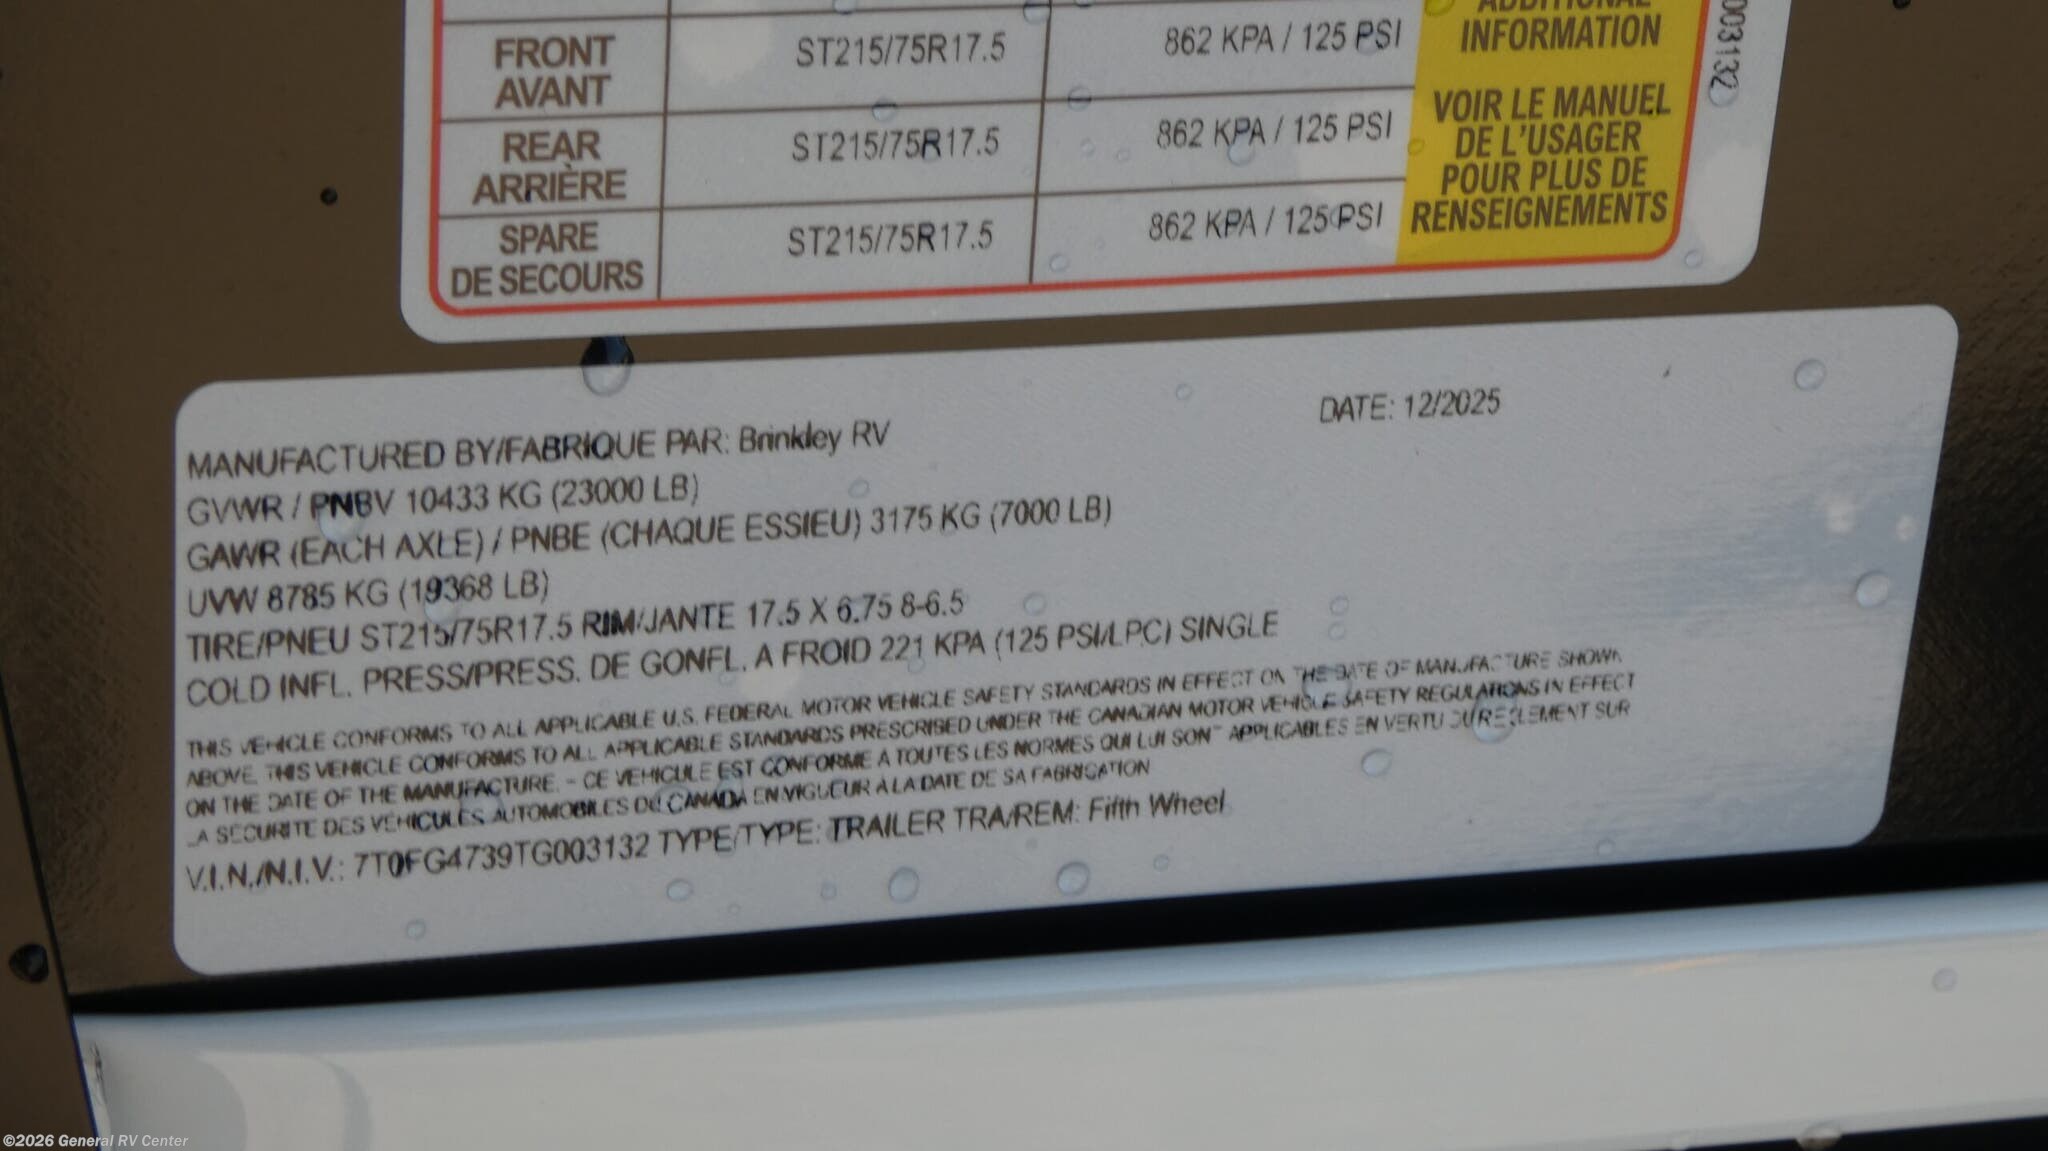 ADDITIONAL
INFORMATION
FRONT
AVANT
ST215/75R17.5
862 KPA / 125 PSI
VOIR LE MANUEL
DE L'USAGER
POUR PLUS DE
RENSEIGNEMENTS
REAR
ARRIÈRE
ST215/75R17.5
862 KPA / 125 PSI
SPARE
DE SECOURS
ST215/75R17.5
862 KPA / 125 PSI
003132
DATE: 12/2025
MANUFACTURED BY/FABRIQUE PAR: Brinkley RV
GVWR / PNBV 10433 KG (23000 LB)
GAWR (EACH AXLE) / PNBE (CHAQUE ESSIEU) 3175 KG (7000 LB)
UVW 8785 KG (19368 LB)
TIRE/PNEU ST215/75R17.5 RIM/JANTE 17.5 X 6.75 8-6.5
COLD INFL. PRESS/PRESS. DE GONFL. A FROID 221 KPA (125 PSI/LPC) SINGLE
THIS VEHICLE CONFORMS TO ALL APPLICABLE U.S. FEDERAL MOTOR VEHICLE SAFETY STANDARDS IN EFFECT ON THE DATE OF MANUFACTURE SHOWN
ABOVE. THIS VEHICLE CONFORMS TO ALL APPLICABLE STANDARDS PRESCRISED UNDER THE CANADIAN MOTOR VEHICLE SAFETY REGULATIONS IN EFFECT
ON THE DATE OF THE MANUFACTURE. - CE VEHICULE EST CONFORME A TOUTES LES NORMES QUI LUI SONT APPLICABLES EN VERTU DU REGLEMENT SUR
LA SECURITE DES VEHICULES AUTOMOBILES DU CANADA EN VIGUEUR A LA DATE DE SA FABRICATION
V.I.N./N.I.V.: 7T0FG4739TG003132 TYPE/TYPE: TRAILER TRA/REM: Fifth Wheel
©2026 General RV Center